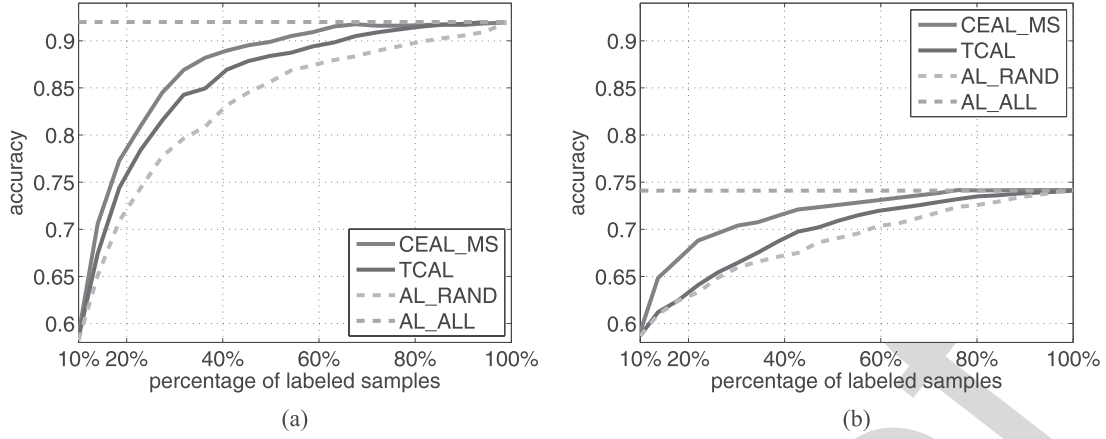 0.9
0.85
0.8
0.75
0.7
0.65
0.6
accuracy
CEAL_MS
TCAL
AL_RAND
AL_ALL
10% 20% 40% 60% 80% 100%
percentage of labeled samples
(a)
0.9
0.85
0.8
0.75
0.7
0.65
0.6
accuracy
CEAL_MS
TCAL
AL_RAND
AL_ALL
10% 20% 40% 60% 80% 100%
percentage of labeled samples
(b)